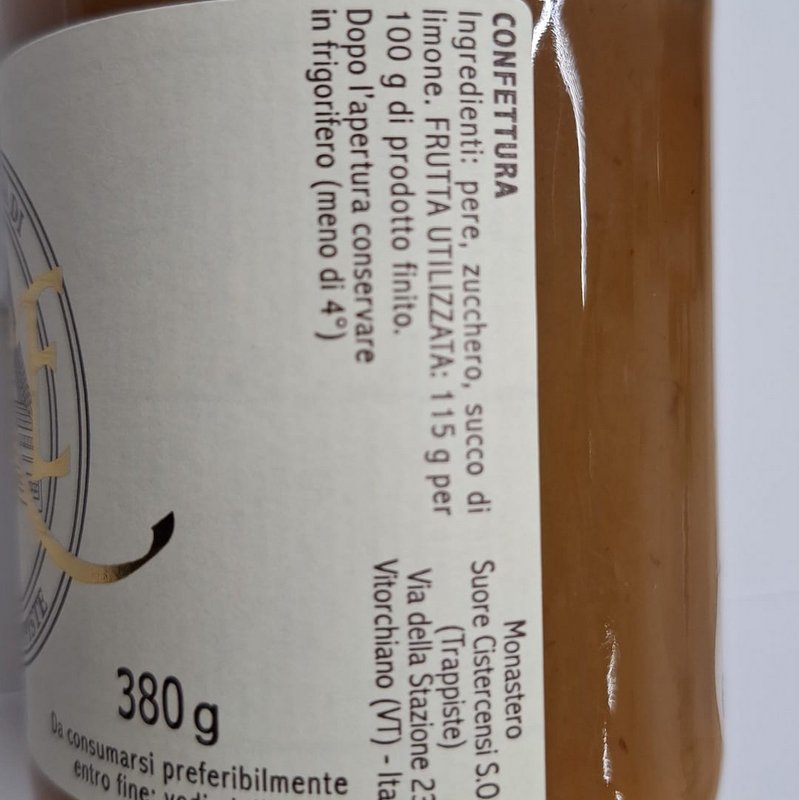 CONFETTURA
Ingredienti: pere, zucchero, succo di
limone. FRUTTA UTILIZZATA: 115 g per
100 g di prodotto finito.
Dopo l'apertura conservare
in frigorifero (meno di 4°)
Monastero
Suore Cistercensi S.O
(Trappiste)
Via della Stazione 23
Vitorchiano (VT) - Ita
380 g
Da consumarsi preferibilmente
entro fine:
DI